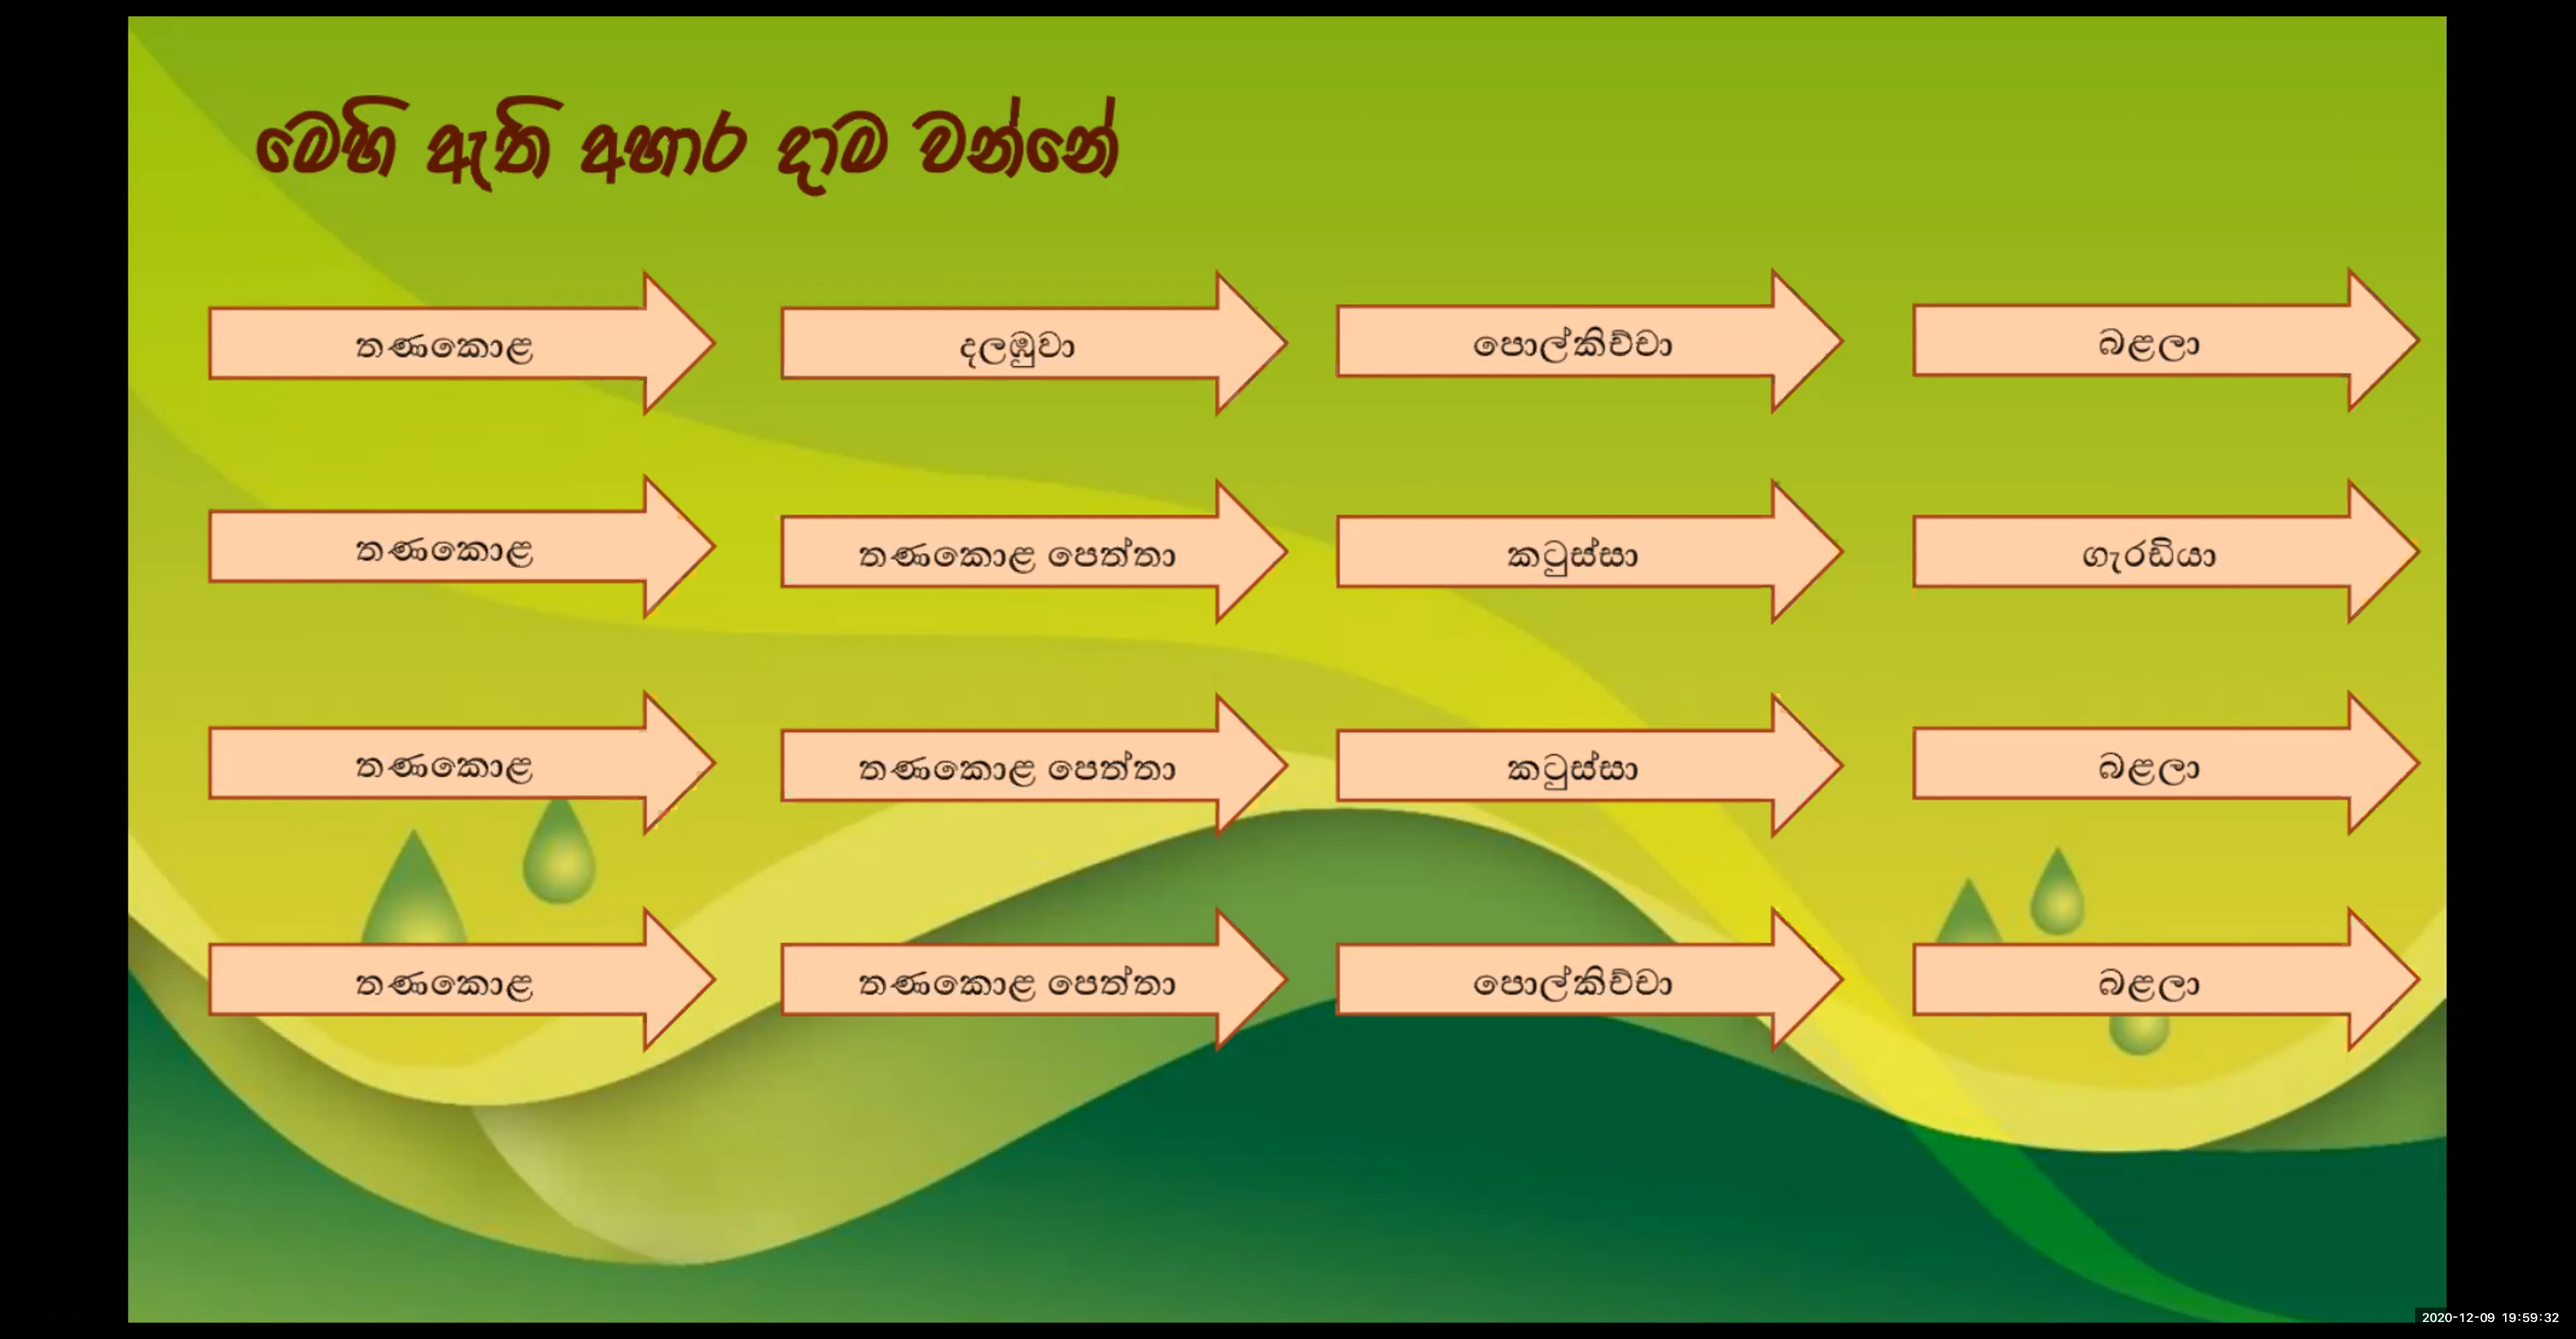 මෙහි ඇති අහාර දාම වන්නේ
තණකොළ දලඹුවා පොල්කිච්චා බළලා
තණකොළ තණකොළ පෙත්තා කටුස්සා ගැරඩියා
තණකොළ තණකොළ පෙත්තා කටුස්සා බළලා
තණකොළ තණකොළ පෙත්තා පොල්කිච්චා බළලා
2020-12-09 19:59:32